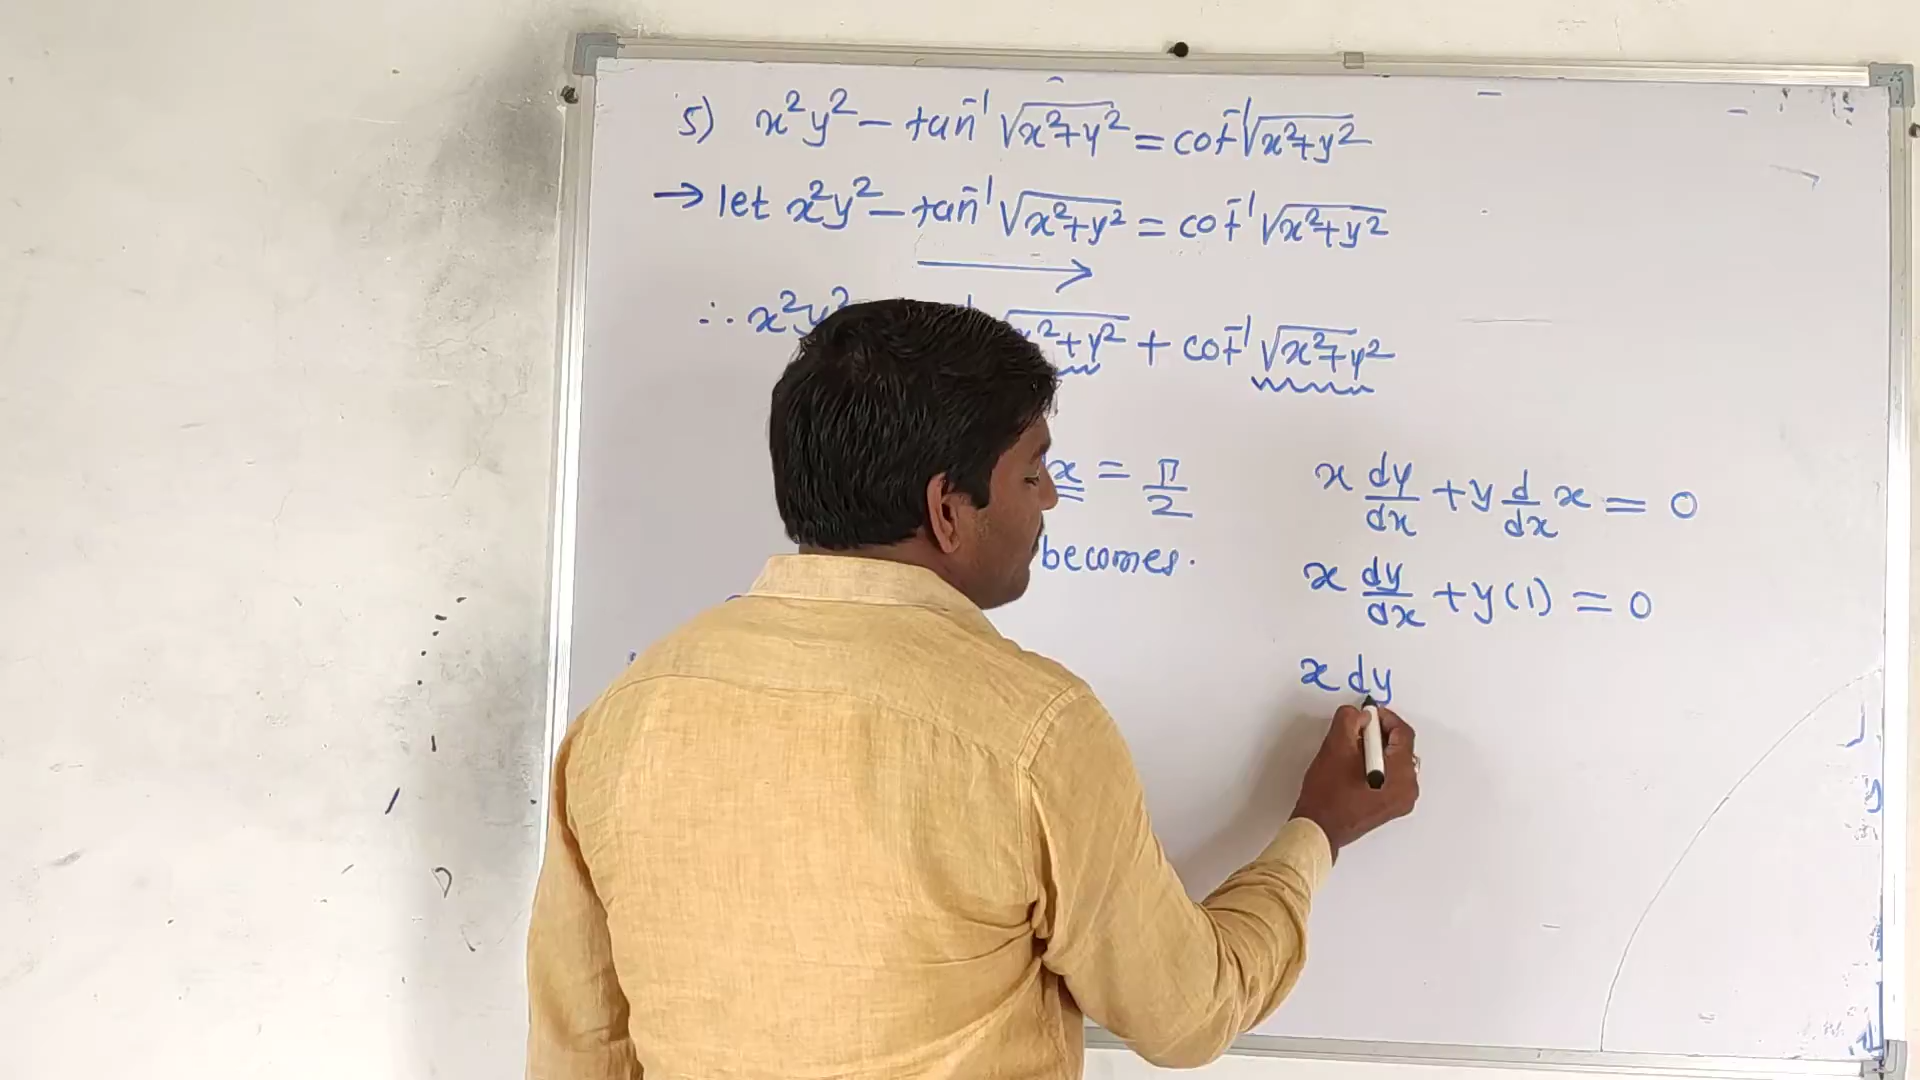 5) x²y² - tan⁻¹ √x²+y² = cot⁻¹ √x²+y²
→ let x²y² - tan⁻¹ √x²+y² = cot⁻¹ √x²+y²
∴ x²y² √x²+y² + cot⁻¹ √x²+y²
x = π/2
becomes.
x dy/dx + y d/dx x = 0
x dy/dx + y(1) = 0
x dy